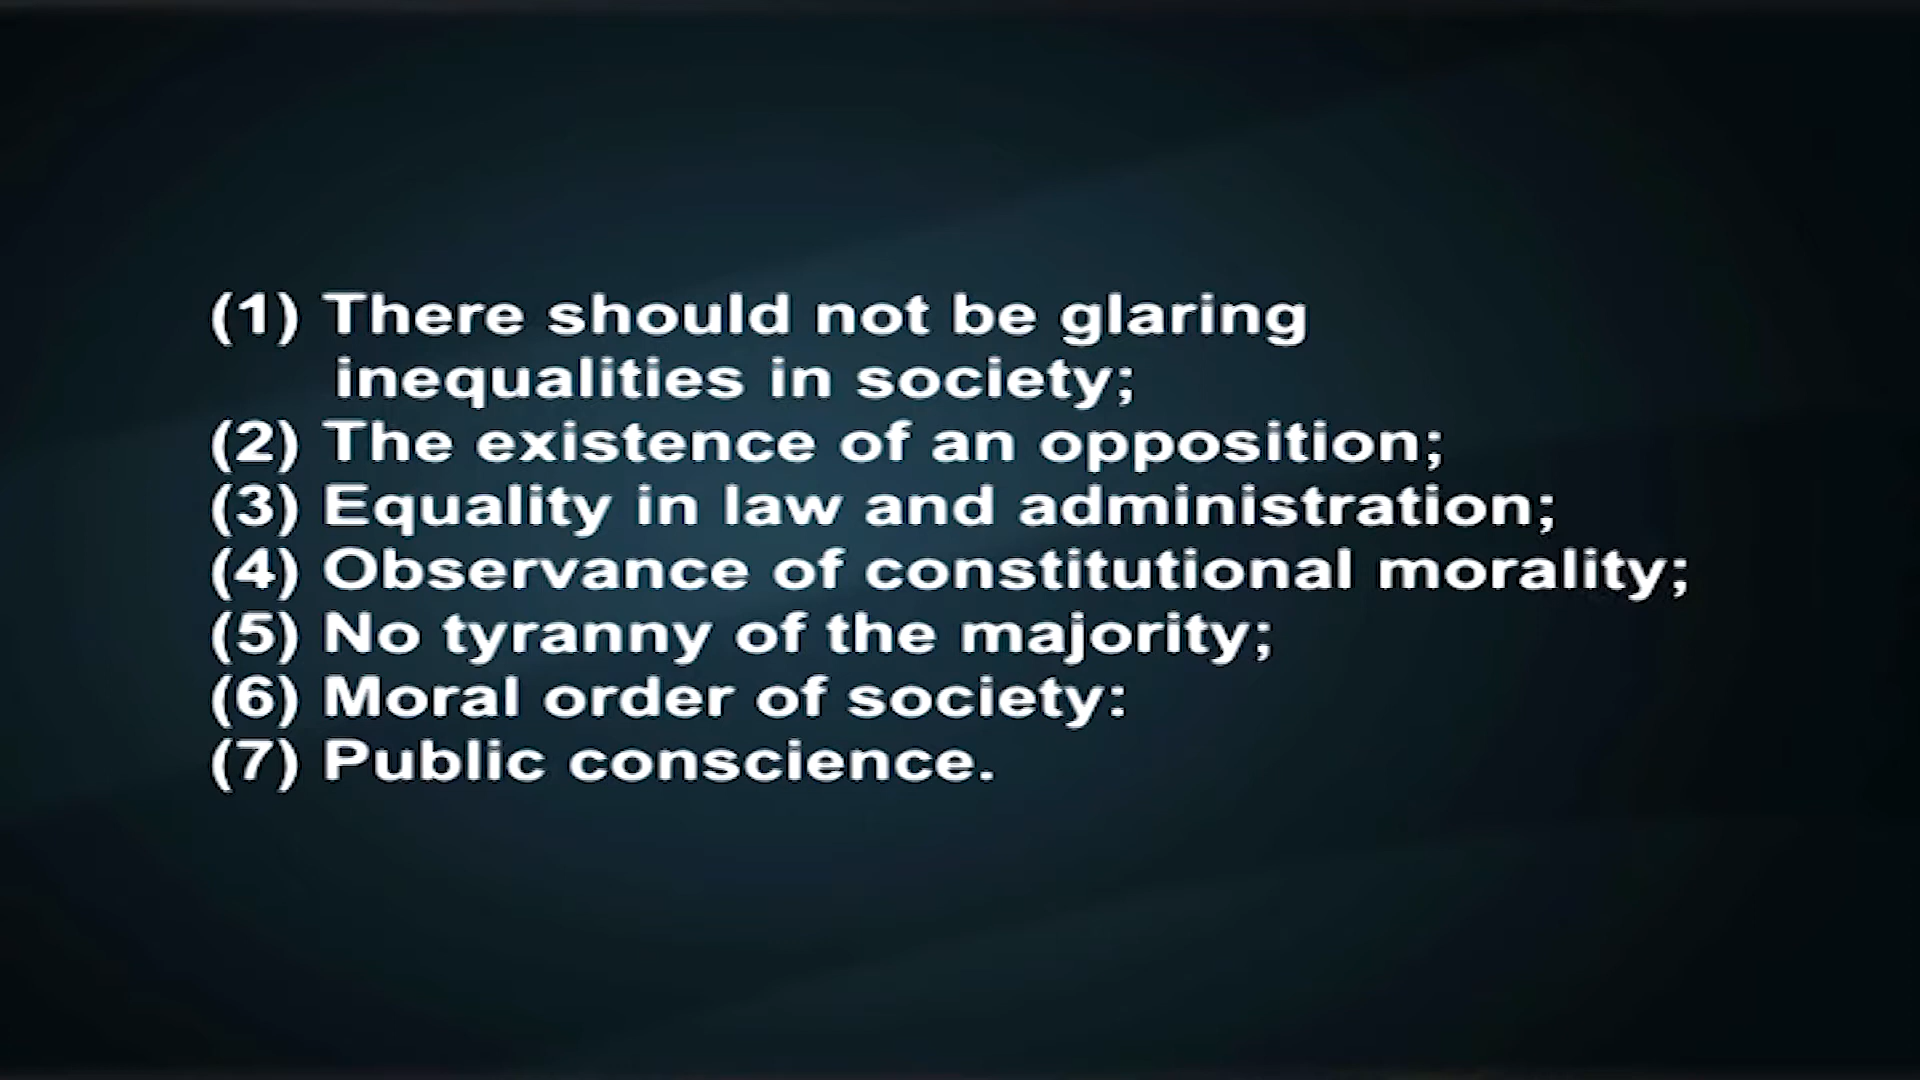 (1) There should not be glaring
inequalities in society;
(2) The existence of an opposition;
(3) Equality in law and administration;
(4) Observance of constitutional morality;
(5) No tyranny of the majority;
(6) Moral order of society:
(7) Public conscience.